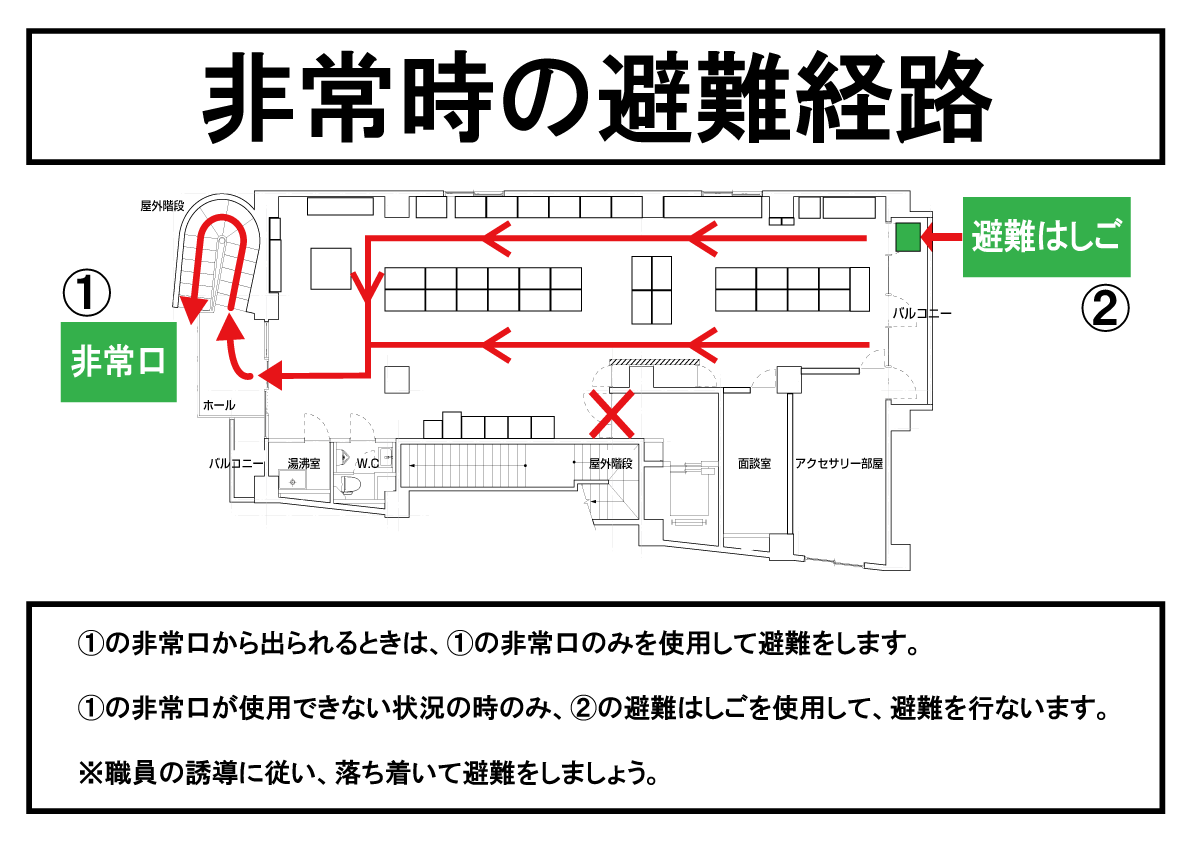 非常時の避難経路
屋外階段
避難はしご
①
②
非常口
バルコニー
ホール
バルコニー
湯沸室
W.C
屋外階段
面談室
アクセサリー部屋
①の非常口から出られるときは、①の非常口のみを使用して避難をします。
①の非常口が使用できない状況の時のみ、②の避難はしごを使用して、避難を行ないます。
※職員の誘導に従い、落ち着いて避難をしましょう。